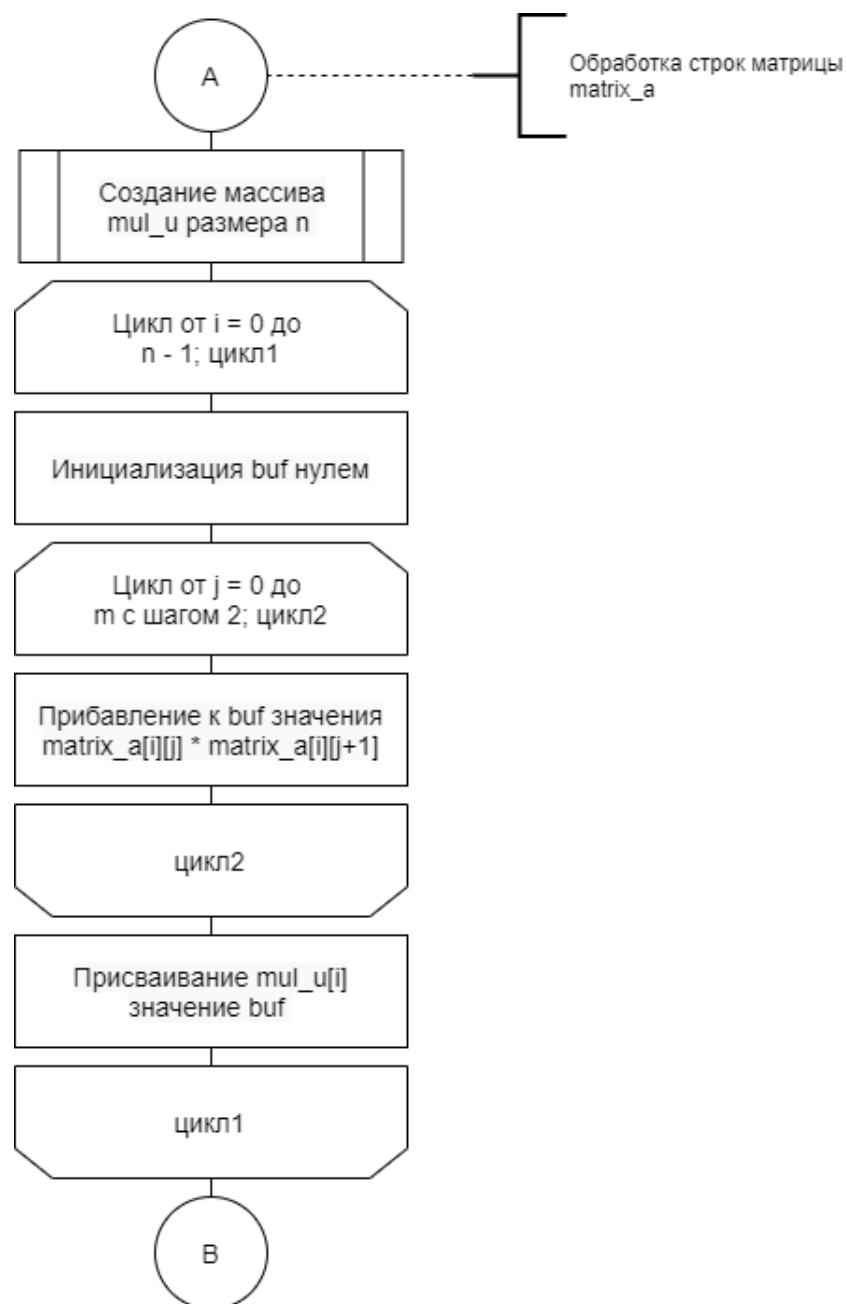 А
Обработка строк матрицы
matrix_a
Создание массива
mul_u размера n
Цикл от i = 0 до
n - 1; цикл1
Инициализация buf нулем
Цикл от j = 0 до
m с шагом 2; цикл2
Прибавление к buf значения
matrix_a[i][j] * matrix_a[i][j+1]
цикл2
Присваивание mul_u[i]
значение buf
цикл1
В